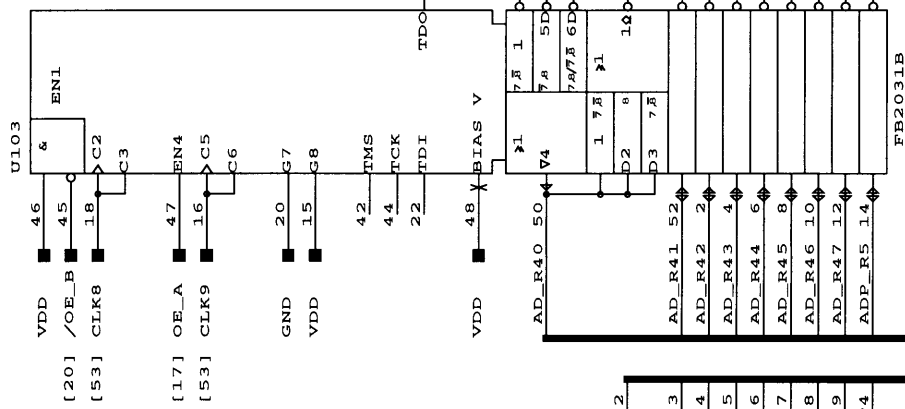 TDO
U103
&
EN1
C2
C3
EN4
C5
C6
G7
G8
TMS
TCK
TDI
BIAS V
1
5D
6D
1
≥1
≥1
▽4
1
8
D2
D3
FB2031B
46
45
18
47
16
20
15
42
44
22
48
50
52
2
4
6
8
10
12
14
VDD
[20] /OE_B
[53] CLK8
[17] OE_A
[53] CLK9
GND
VDD
VDD
AD_R40
AD_R41
AD_R42
AD_R43
AD_R44
AD_R45
AD_R46
AD_R47
ADP_R5
2
3
4
5
6
7
8
9